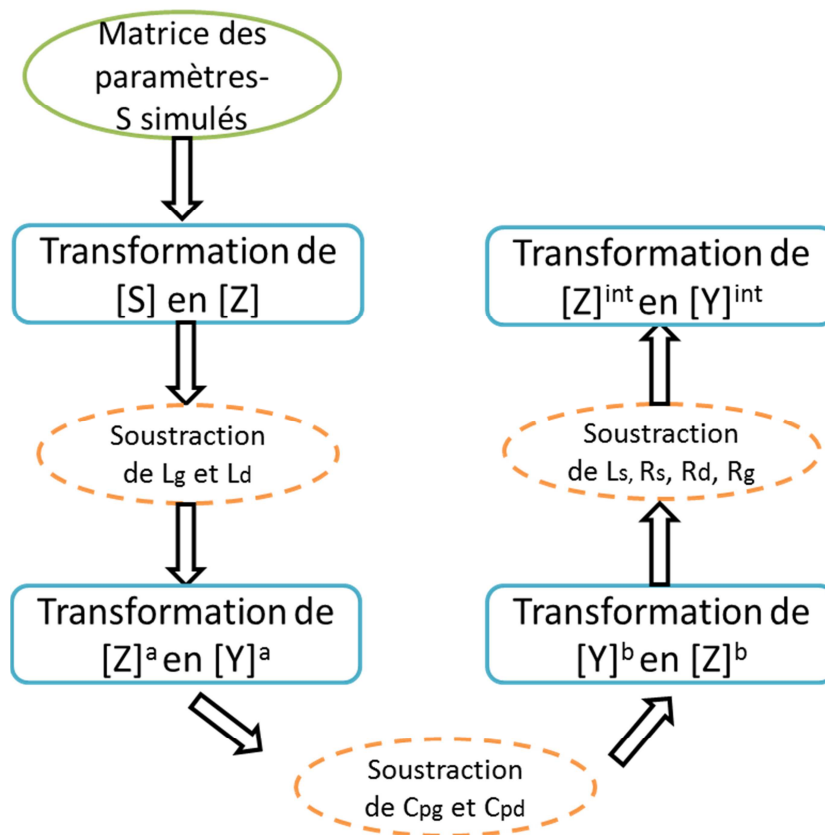 Matrice des
paramètres-
S simulés
Transformation de
[S] en [Z]
Soustraction
de Lg et Ld
Transformation de
[Z]ᵃ en [Y]ᵃ
Soustraction
de Cpg et Cpd
Transformation de
[Y]ᵇ en [Z]ᵇ
Soustraction
de Ls, Rs, Rd, Rg
Transformation de
[Z]ⁱⁿᵗ en [Y]ⁱⁿᵗ